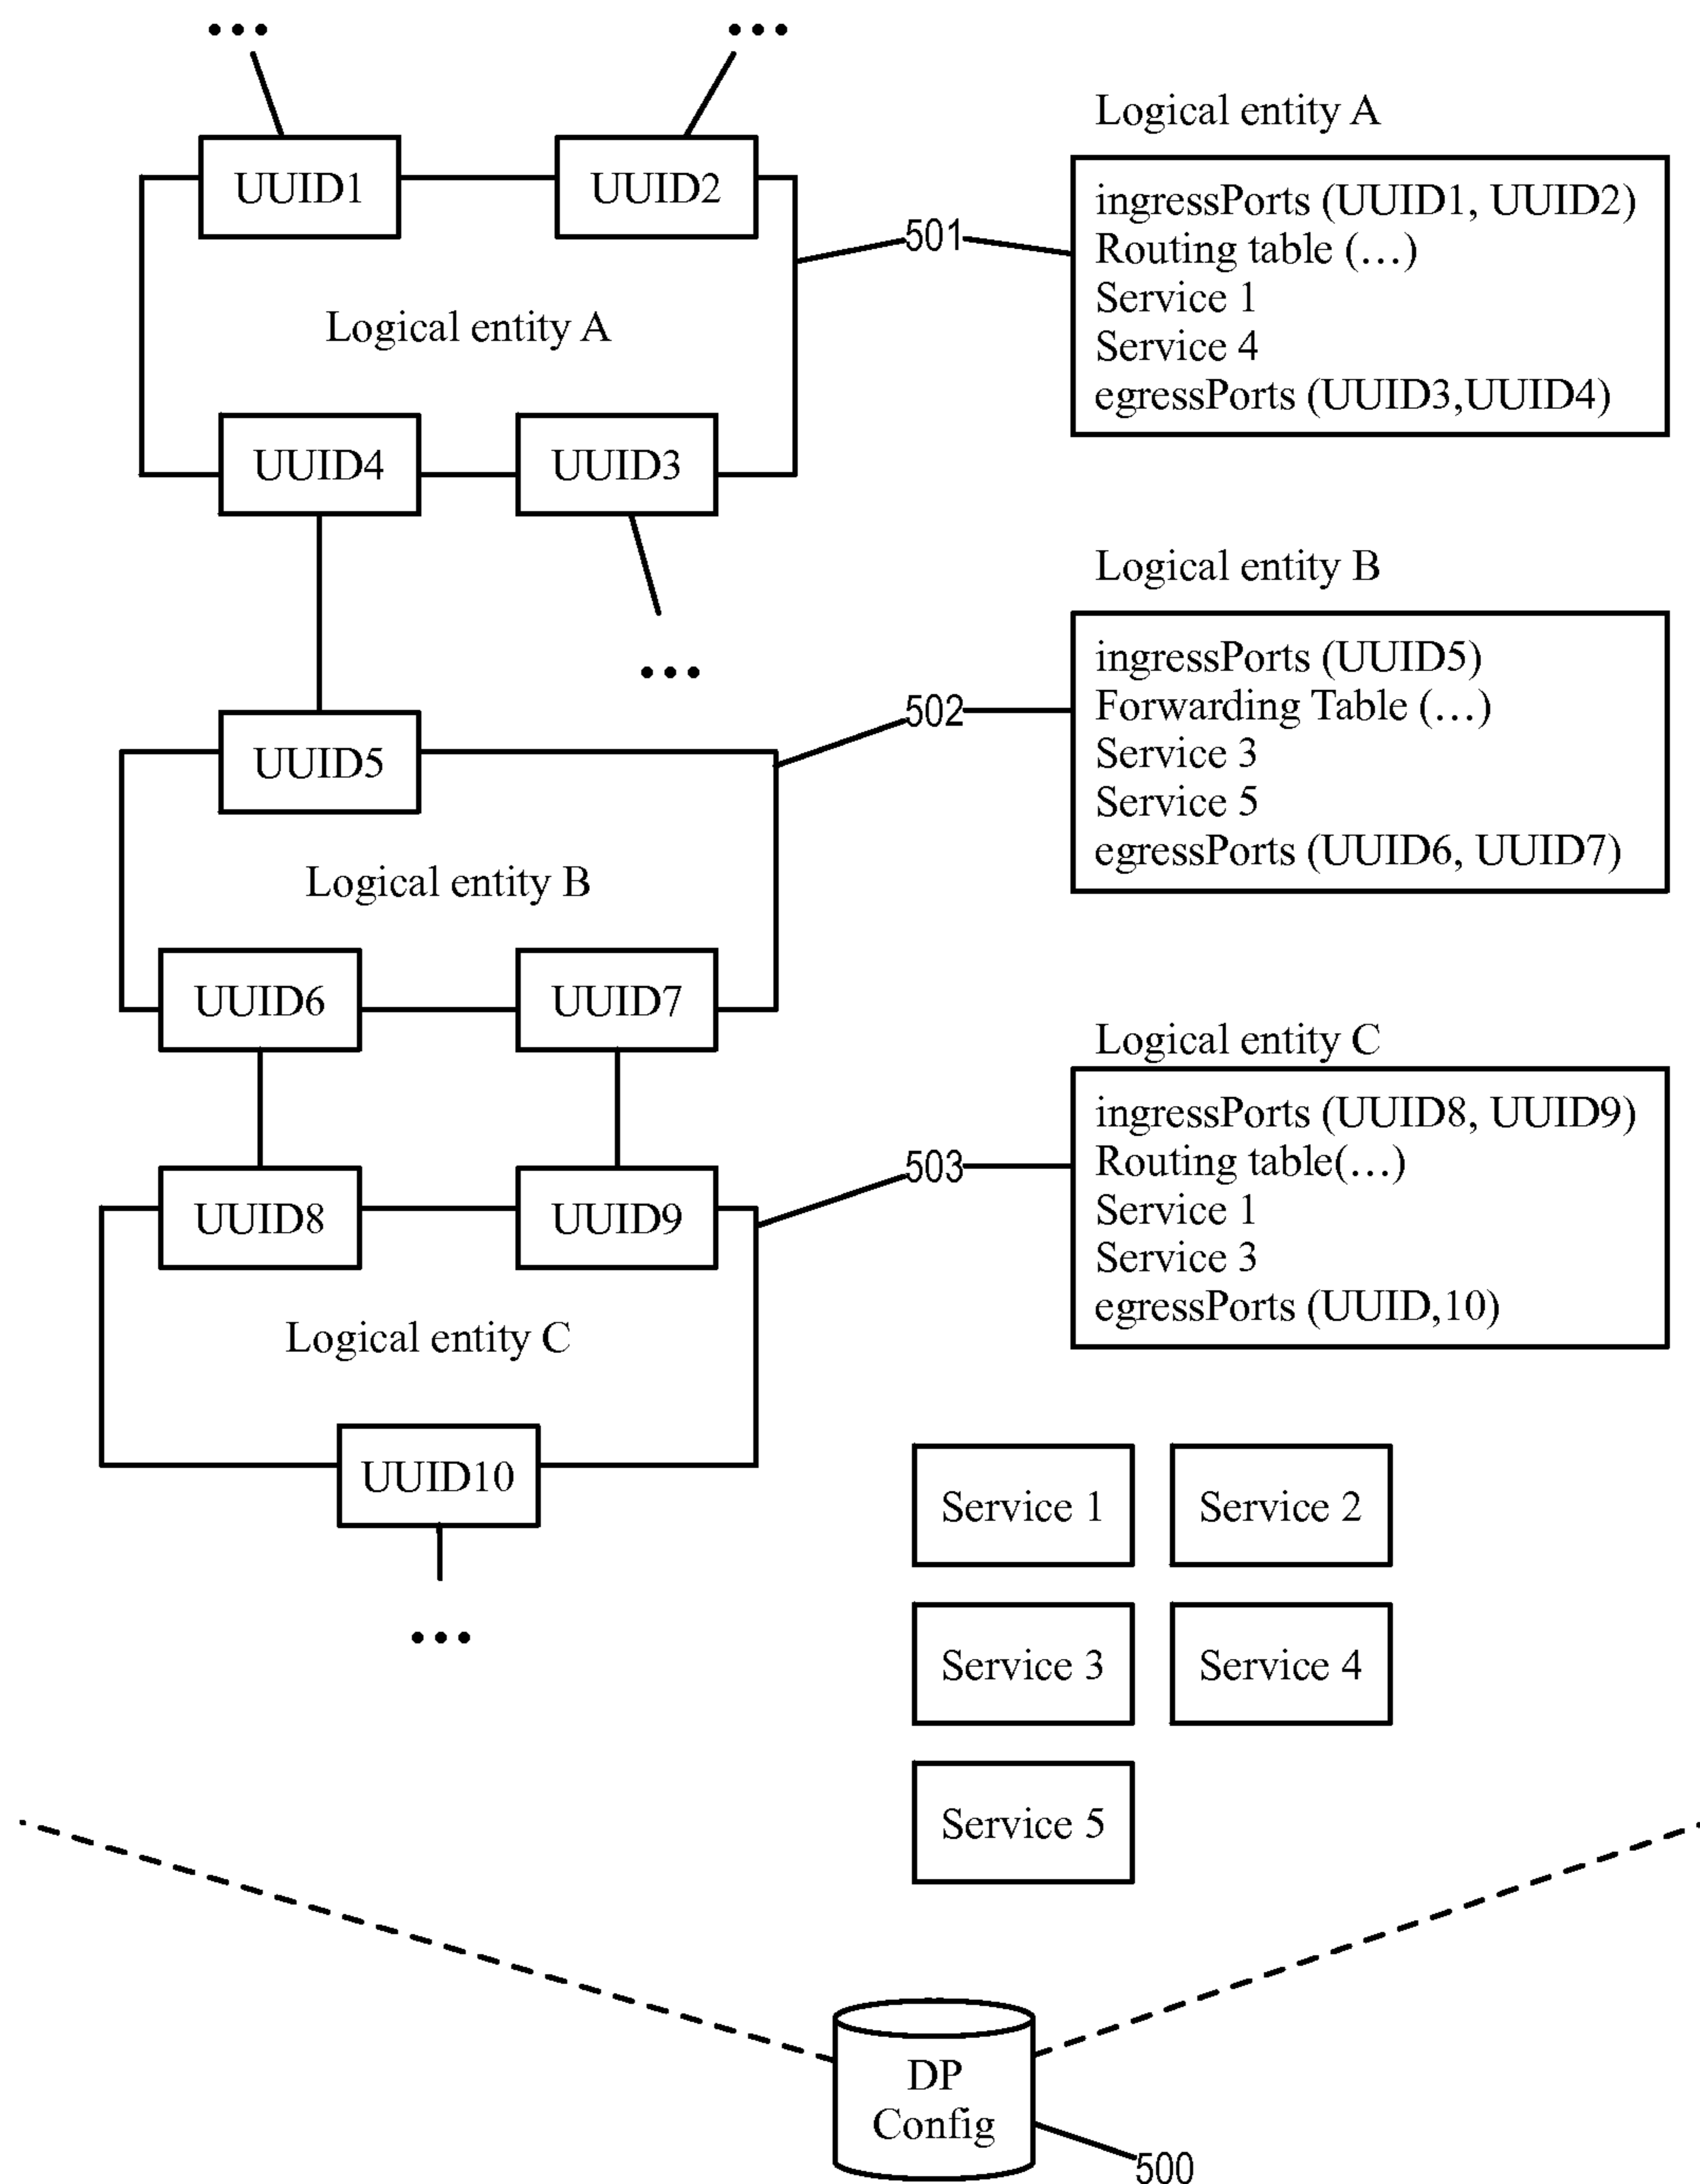 ...
...
UUID1
UUID2
Logical entity A
UUID4
UUID3
...
501
Logical entity A
ingressPorts (UUID1, UUID2)
Routing table (...)
Service 1
Service 4
egressPorts (UUID3,UUID4)
UUID5
Logical entity B
UUID6
UUID7
502
Logical entity B
ingressPorts (UUID5)
Forwarding Table (...)
Service 3
Service 5
egressPorts (UUID6, UUID7)
UUID8
UUID9
Logical entity C
UUID10
...
503
Logical entity C
ingressPorts (UUID8, UUID9)
Routing table(...)
Service 1
Service 3
egressPorts (UUID,10)
Service 1
Service 2
Service 3
Service 4
Service 5
DP
Config
500